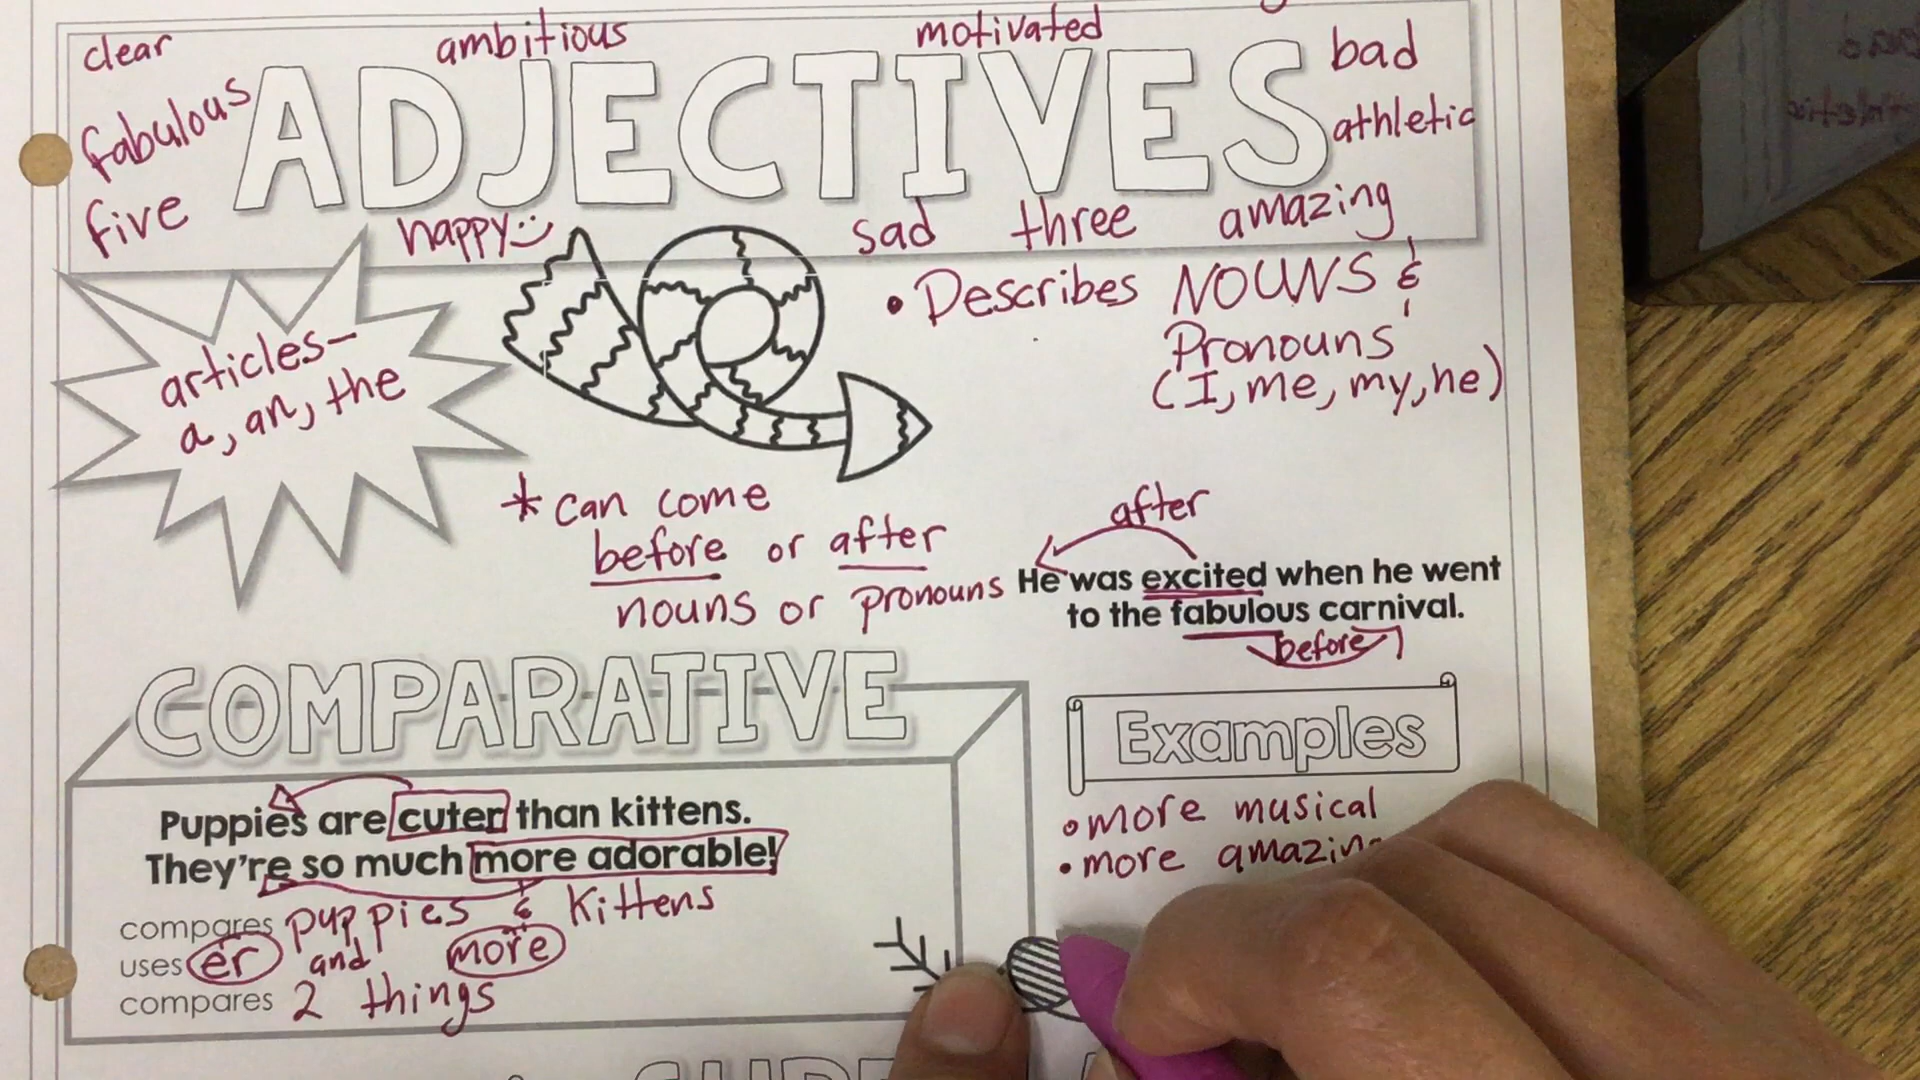 clear ambitious motivated bad
ADJECTIVES
fabulous athletic
five happy sad three amazing
articles-
a, an, the
• Describes NOUNS &
Pronouns
(I, me, my, he)
* can come
before or after
nouns or pronouns
after
He was excited when he went
to the fabulous carnival.
before
COMPARATIVE
Puppies are cuter than kittens.
They're so much more adorable!
compares puppies & kittens
uses er and more
compares 2 things
Examples
• more musical
• more